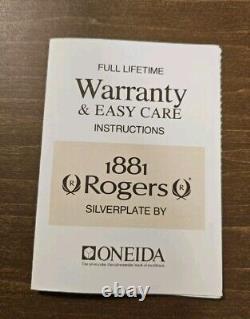 FULL LIFETIME
Warranty
& EASY CARE
INSTRUCTIONS
1881
® Rogers ®
SILVERPLATE BY
ONEIDA